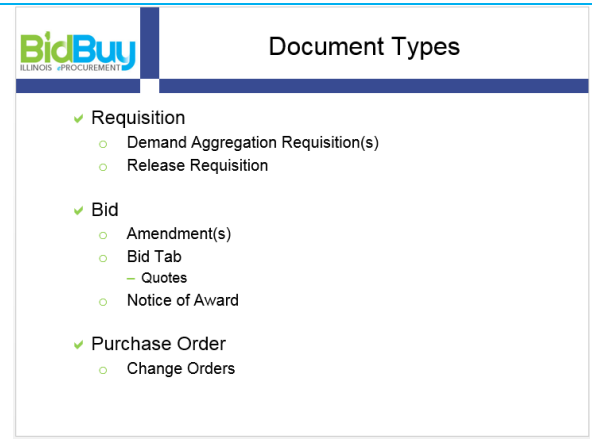 BidBuy
ILLINOIS ePROCUREMENT
Document Types
Requisition
Demand Aggregation Requisition(s)
Release Requisition
Bid
Amendment(s)
Bid Tab
– Quotes
Notice of Award
Purchase Order
Change Orders